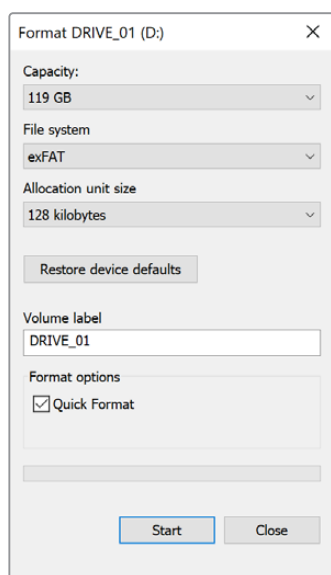 Format DRIVE_01 (D:)
Capacity:
119 GB
File system
exFAT
Allocation unit size
128 kilobytes
Restore device defaults
Volume label
DRIVE_01
Format options
Quick Format
Start
Close